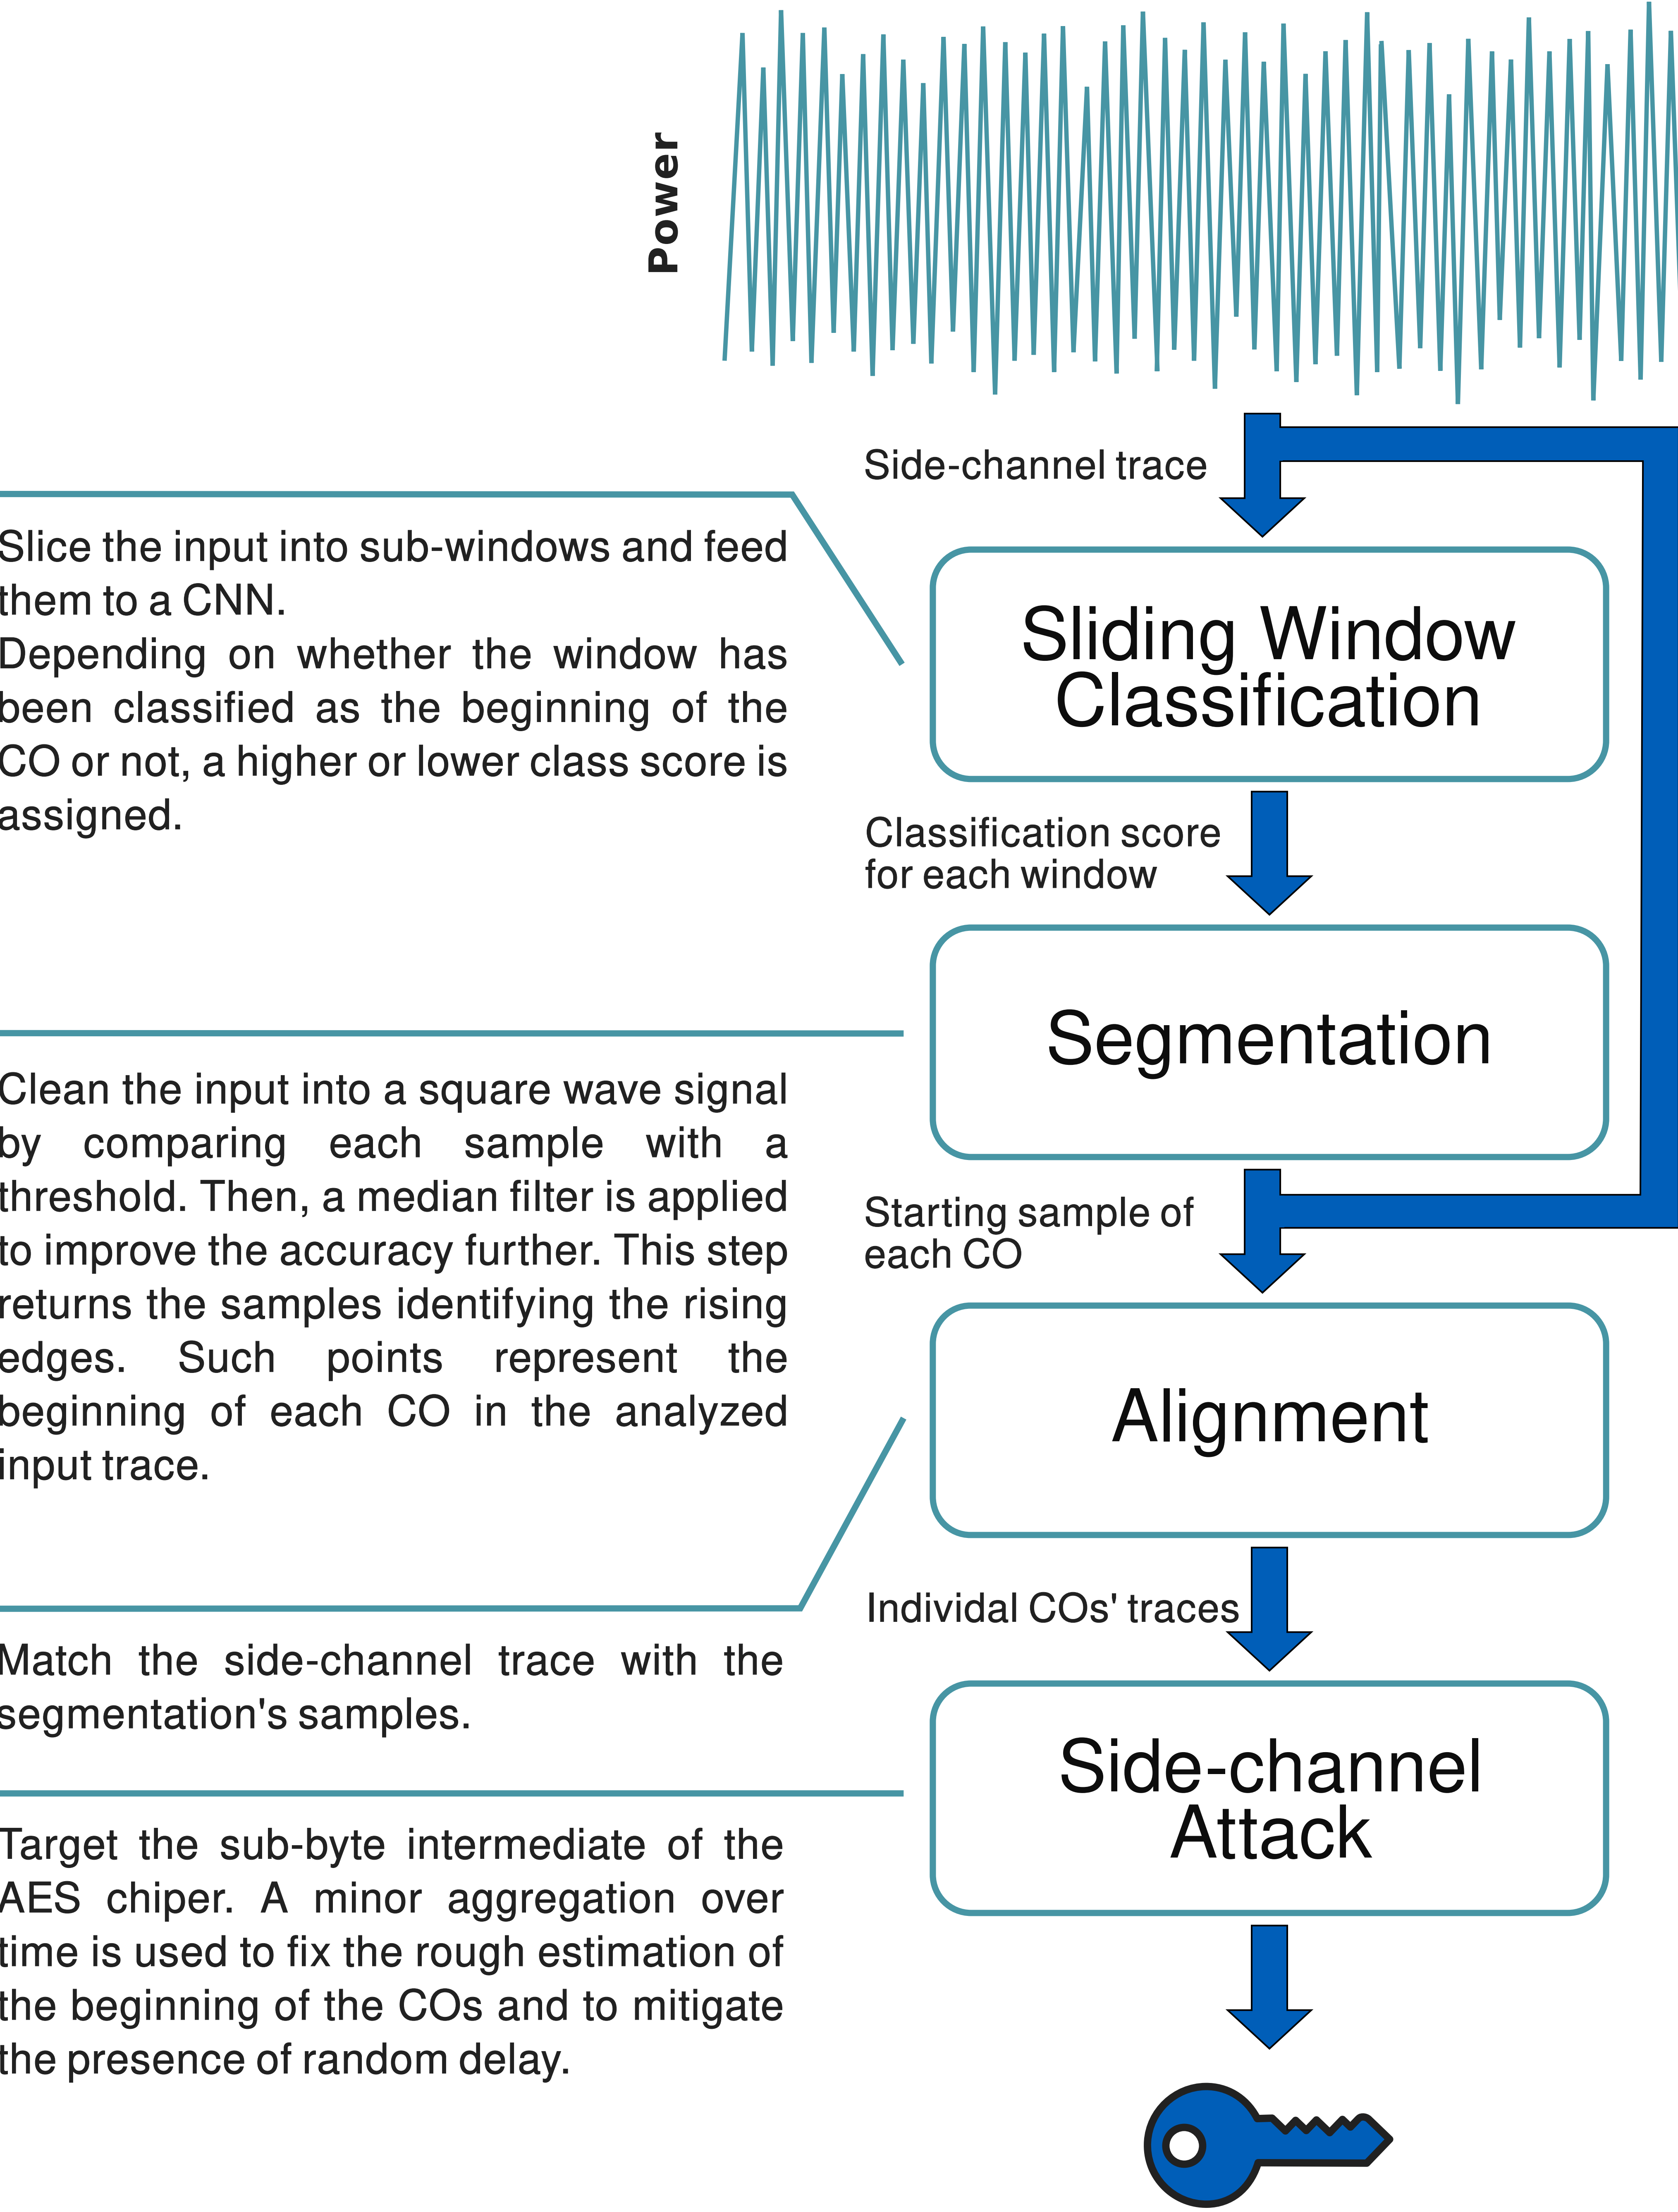 Power
Side-channel trace
Slice the input into sub-windows and feed
them to a CNN.
Depending on whether the window has
been classified as the beginning of the
CO or not, a higher or lower class score is
assigned.
Sliding Window
Classification
Classification score
for each window
Segmentation
Clean the input into a square wave signal
by comparing each sample with a
threshold. Then, a median filter is applied
to improve the accuracy further. This step
returns the samples identifying the rising
edges. Such points represent the
beginning of each CO in the analyzed
input trace.
Starting sample of
each CO
Alignment
Match the side-channel trace with the
segmentation's samples.
Individal COs' traces
Side-channel
Attack
Target the sub-byte intermediate of the
AES chiper. A minor aggregation over
time is used to fix the rough estimation of
the beginning of the COs and to mitigate
the presence of random delay.